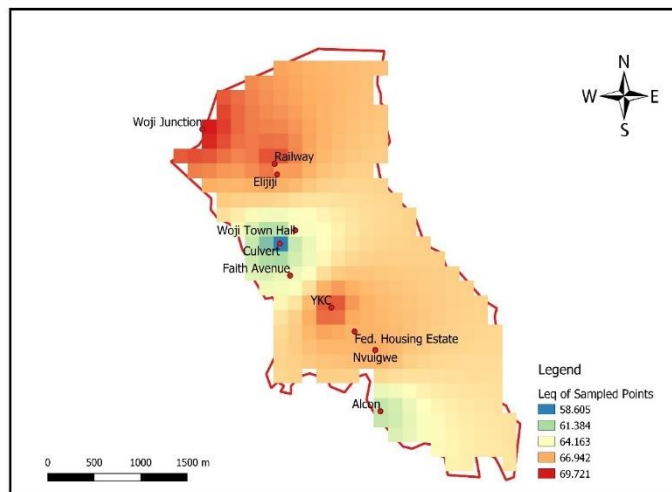 N
W E
S
Woji Junction
Railway
Elijiji
Woji Town Hall
Culvert
Faith Avenue
YKC
Fed. Housing Estate
Nvuigwe
Alcon
Legend
Leq of Sampled Points
58.605
61.384
64.163
66.942
69.721
0 500 1000 1500 m